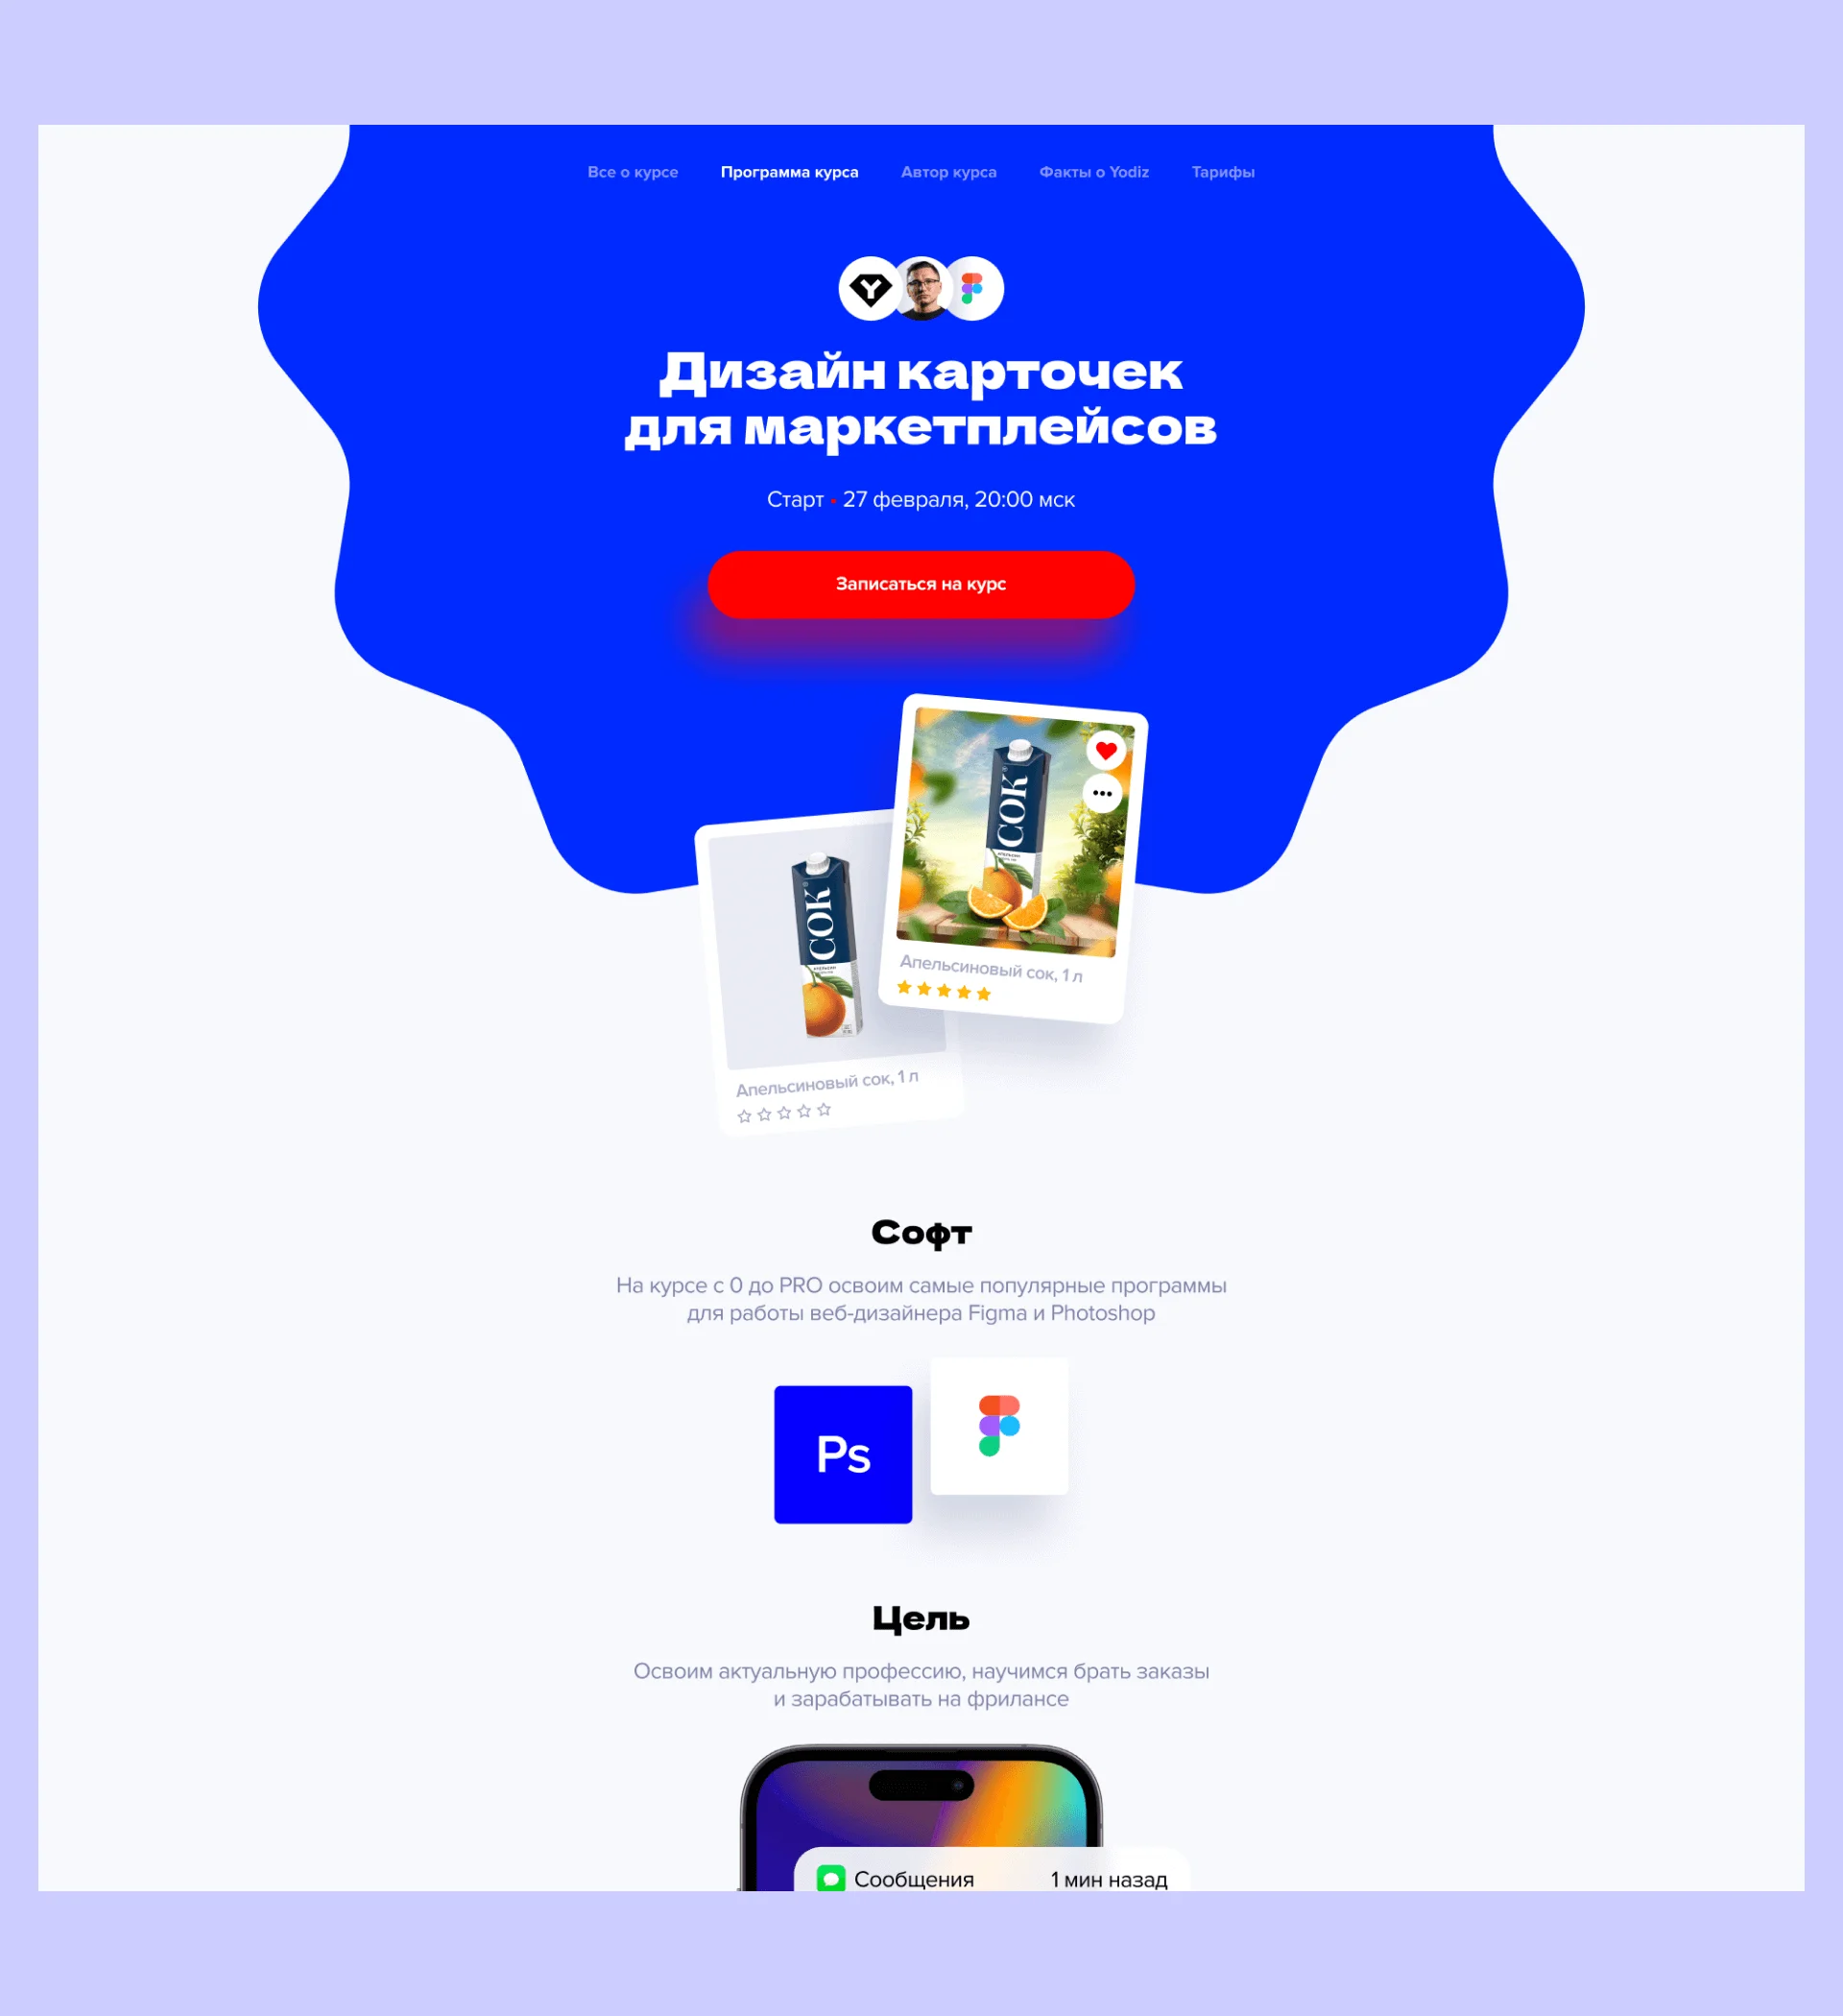 Все о курсе Программа курса Автор курса Факты о Yodiz Тарифы
Дизайн карточек
для маркетплейсов
Старт • 27 февраля, 20:00 мск
Записаться на курс
СОК
АПЕЛЬСИН
Апельсиновый сок, 1 л
СОК
АПЕЛЬСИН
Апельсиновый сок, 1 л
Софт
На курсе с 0 до PRO освоим самые популярные программы
для работы веб-дизайнера Figma и Photoshop
Ps
Цель
Освоим актуальную профессию, научимся брать заказы
и зарабатывать на фрилансе
Сообщения 1 мин назад